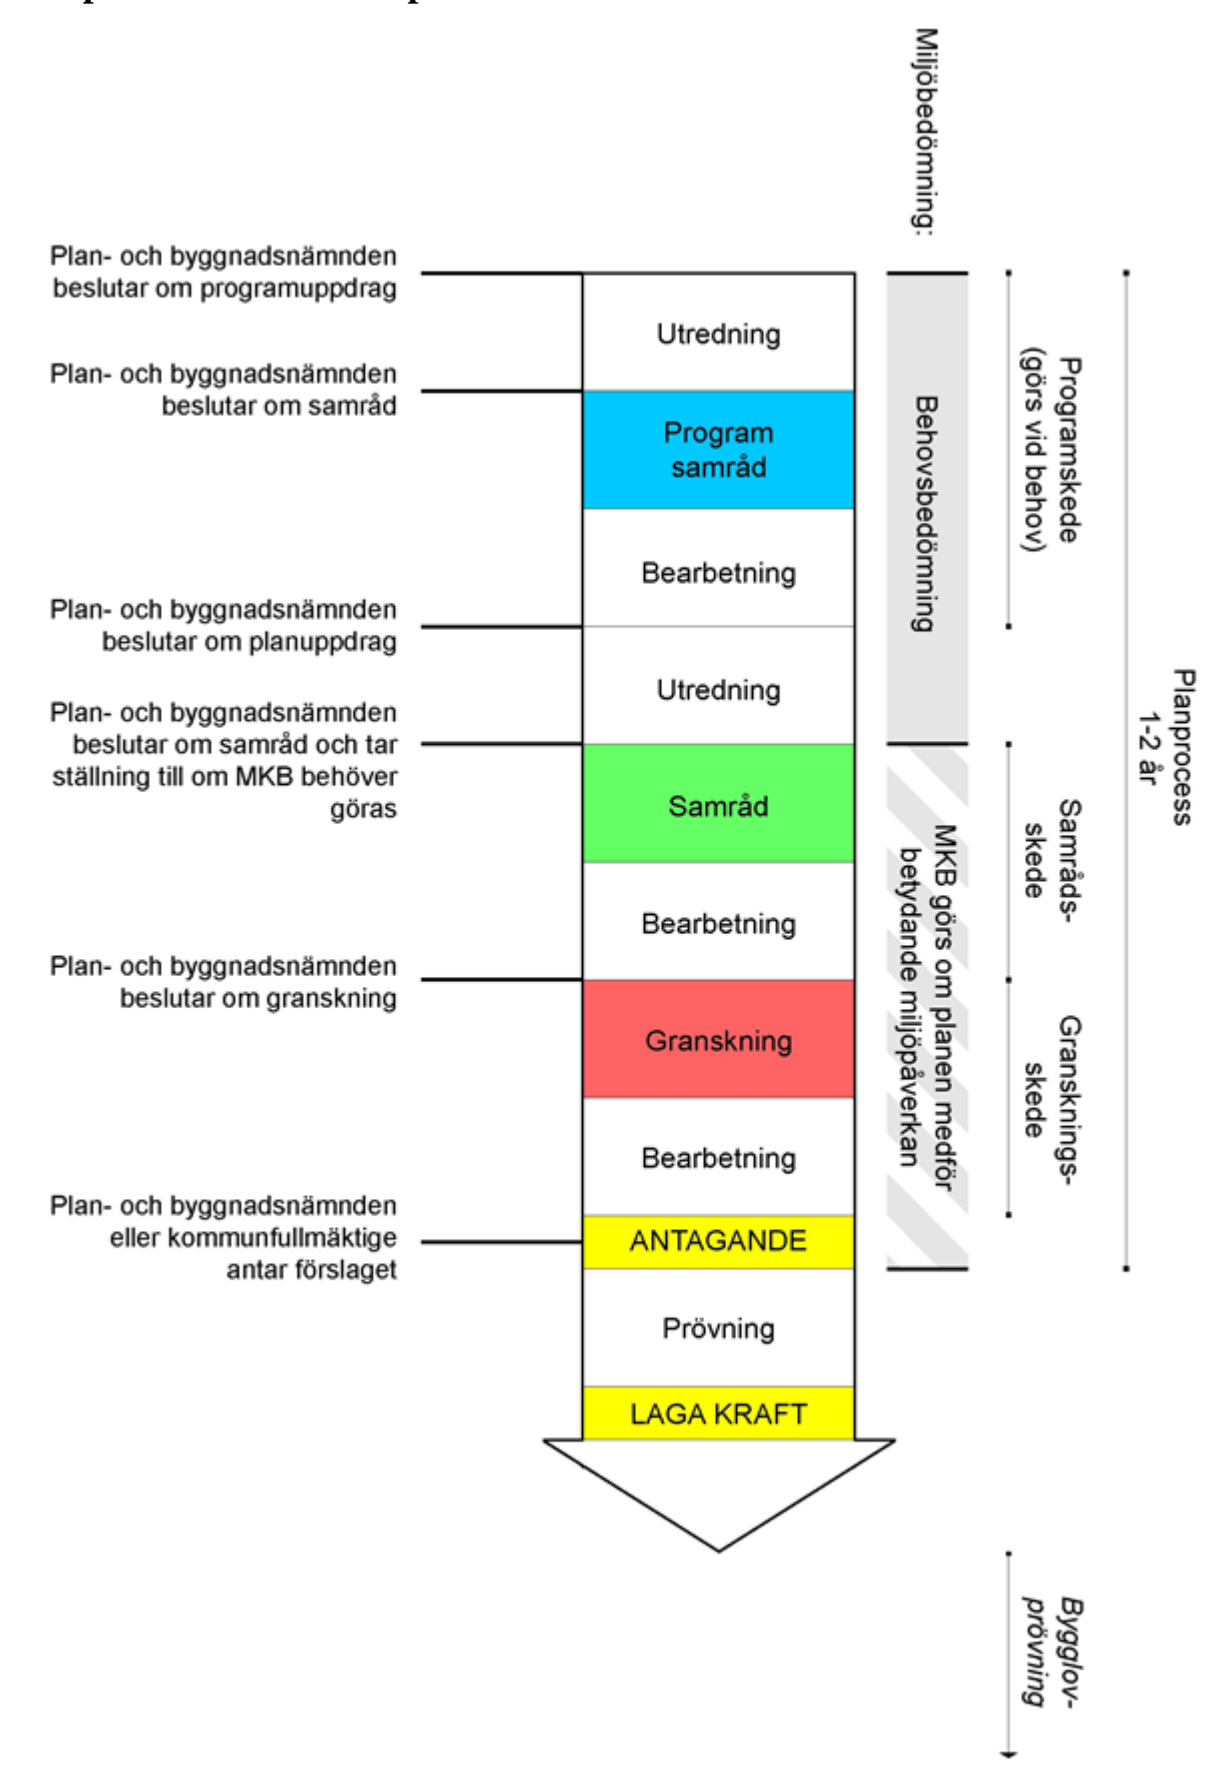 Miljöbedömning:
Plan- och byggnadsnämnden
beslutar om programuppdrag
Plan- och byggnadsnämnden
beslutar om samråd
Plan- och byggnadsnämnden
beslutar om planuppdrag
Plan- och byggnadsnämnden
beslutar om samråd och tar
ställning till om MKB behöver
göras
Plan- och byggnadsnämnden
beslutar om granskning
Plan- och byggnadsnämnden
eller kommunfullmäktige
antar förslaget
Utredning
Program
samråd
Bearbetning
Utredning
Samråd
Bearbetning
Granskning
Bearbetning
ANTAGANDE
Prövning
LAGA KRAFT
Behovsbedömning
MKB görs om planen medför
betydande miljöpåverkan
Programskede
(görs vid behov)
Samråds-
skede
Gransknings-
skede
Planprocess
1-2 år
Bygglov-
prövning